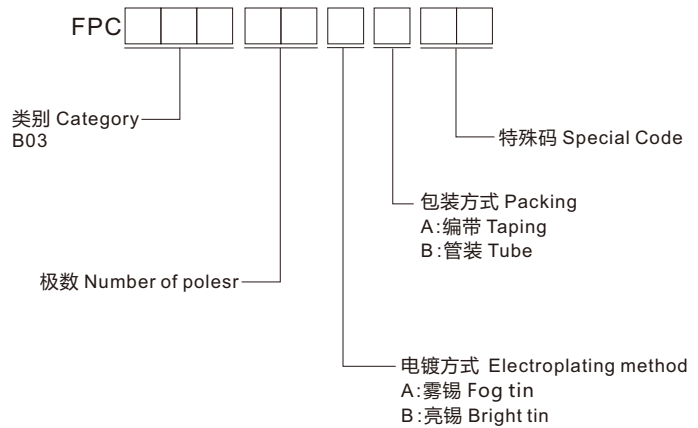 FPC
类别 Category
B03
特殊码 Special Code
包装方式 Packing
A:编带 Taping
B:管装 Tube
极数 Number of polesr
电镀方式 Electroplating method
A:雾锡 Fog tin
B:亮锡 Bright tin